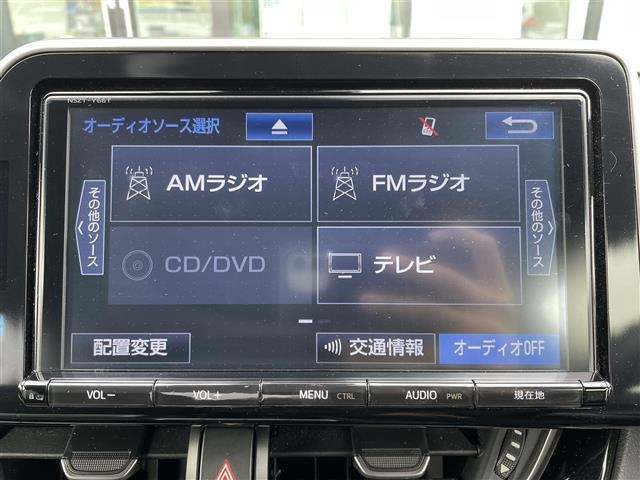 NSZT-Y66T
オーディオソース選択
その他のソース
AMラジオ
FMラジオ
その他のソース
CD/DVD
テレビ
配置変更
交通情報
オーディオOFF
VOL−
VOL+
MENU CTRL
AUDIO PWR
現在地